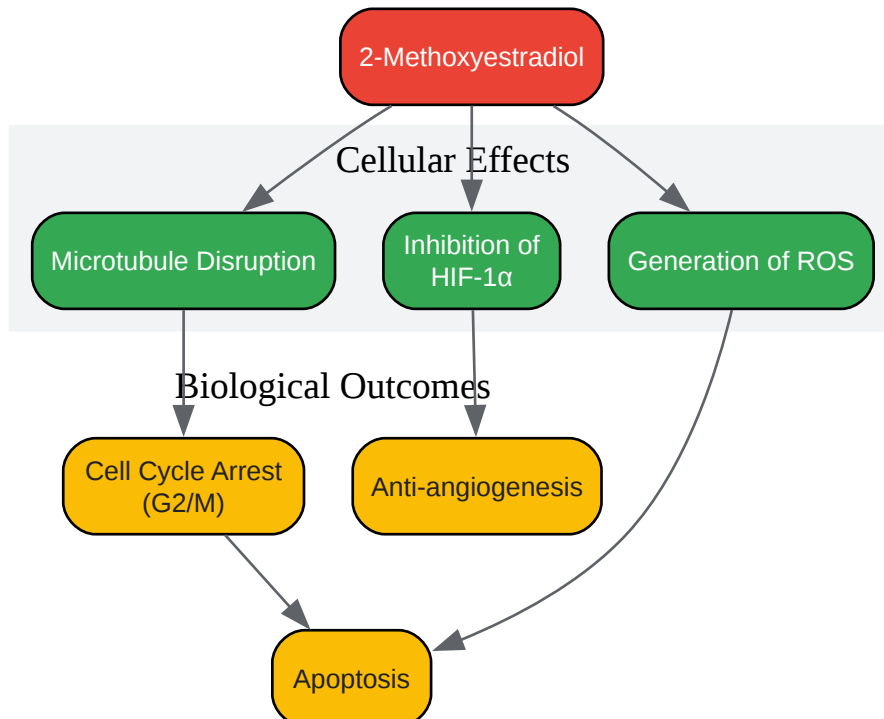 2-Methoxyestradiol
Cellular Effects
Microtubule Disruption
Inhibition of
HIF-1α
Generation of ROS
Biological Outcomes
Cell Cycle Arrest
(G2/M)
Anti-angiogenesis
Apoptosis